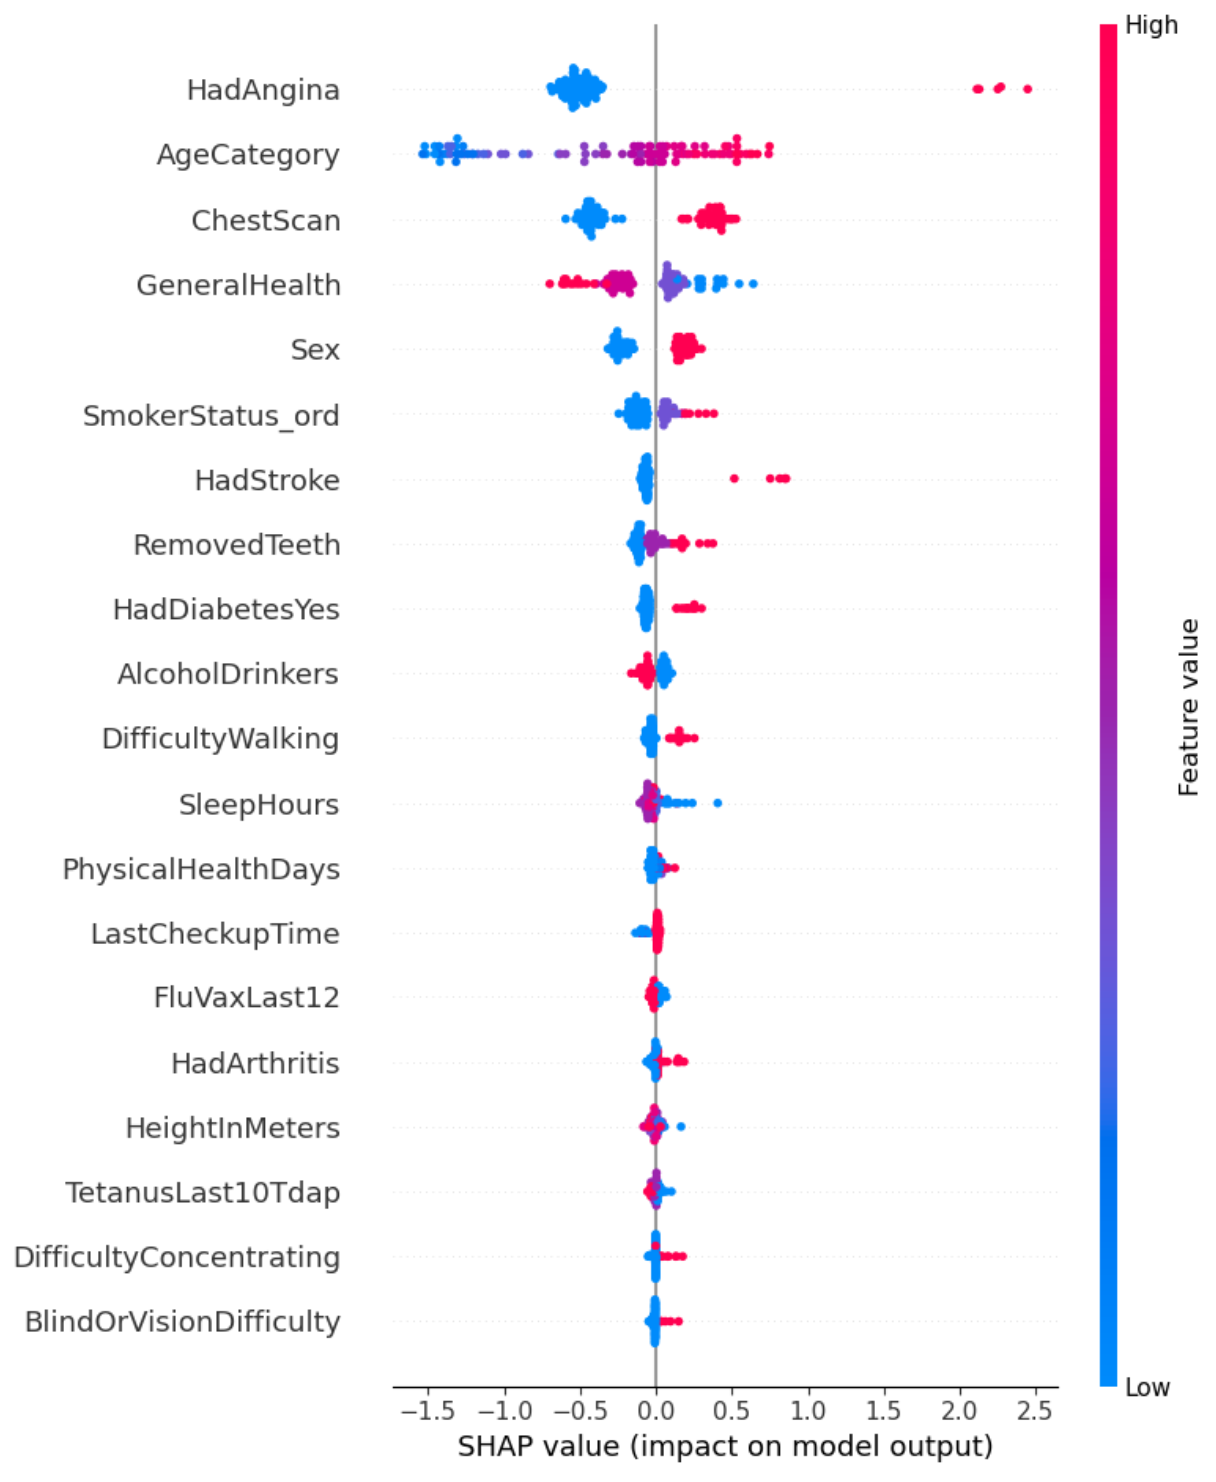 High
HadAngina
AgeCategory
ChestScan
GeneralHealth
Sex
SmokerStatus_ord
HadStroke
RemovedTeeth
HadDiabetesYes
AlcoholDrinkers
DifficultyWalking
SleepHours
PhysicalHealthDays
LastCheckupTime
FluVaxLast12
HadArthritis
HeightInMeters
TetanusLast10Tdap
DifficultyConcentrating
BlindOrVisionDifficulty
Feature value
Low
−1.5 −1.0 −0.5 0.0 0.5 1.0 1.5 2.0 2.5
SHAP value (impact on model output)